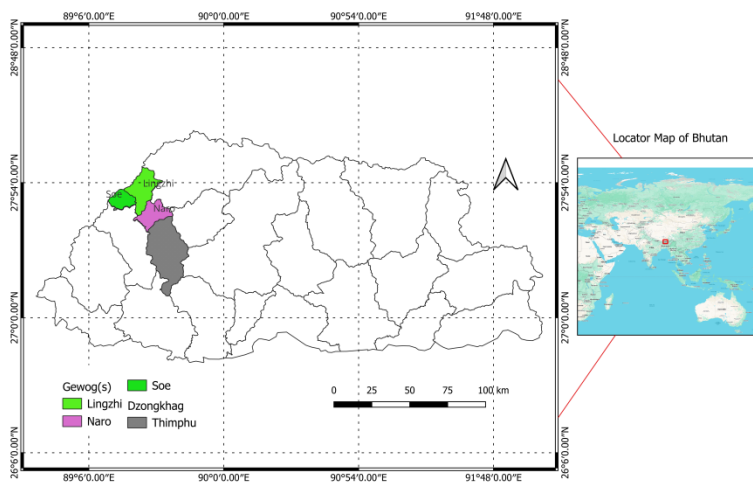 89°6'0.00"E 90°0'0.00"E 90°54'0.00"E 91°48'0.00"E
28°48'0.00"N 28°48'0.00"N
Locator Map of Bhutan
27°54'0.00"N 27°54'0.00"N
Lingzhi
Soe
Naro
27°0'0.00"N 27°0'0.00"N
Gewog(s)
Lingzhi
Naro
Soe
Dzongkhag
Thimphu
0 25 50 75 100 km
26°6'0.00"N 26°6'0.00"N
89°6'0.00"E 90°0'0.00"E 90°54'0.00"E 91°48'0.00"E